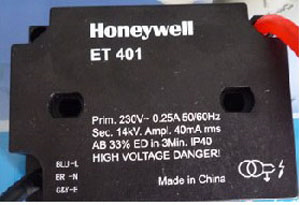 Honeywell
ET 401
Prim. 230V~ 0.25A 50/60Hz
Sec. 14kV. Ampl. 40mA rms
AB 33% ED in 3Min. IP40
HIGH VOLTAGE DANGER!
BLU-L
BR -N
G&Y-E
Made in China